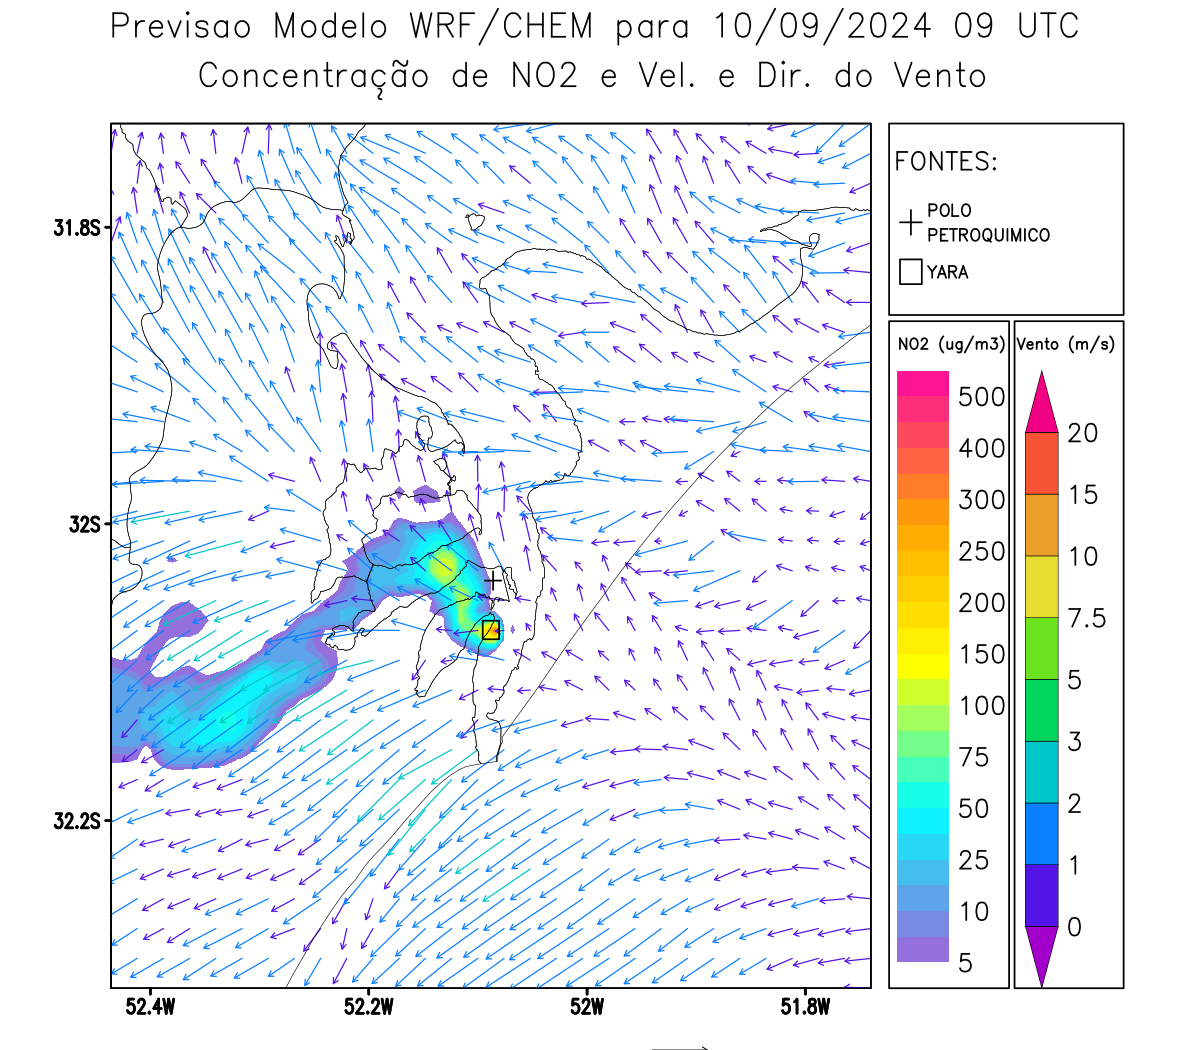 Previsao Modelo WRF/CHEM para 10/09/2024 09 UTC
Concentração de NO2 e Vel. e Dir. do Vento
FONTES:
POLO
PETROQUIMICO
YARA
NO2 (ug/m3)
500
400
300
250
200
150
100
75
50
25
10
5
Vento (m/s)
20
15
10
7.5
5
3
2
1
0
31.8S
32S
32.2S
52.4W
52.2W
52W
51.8W